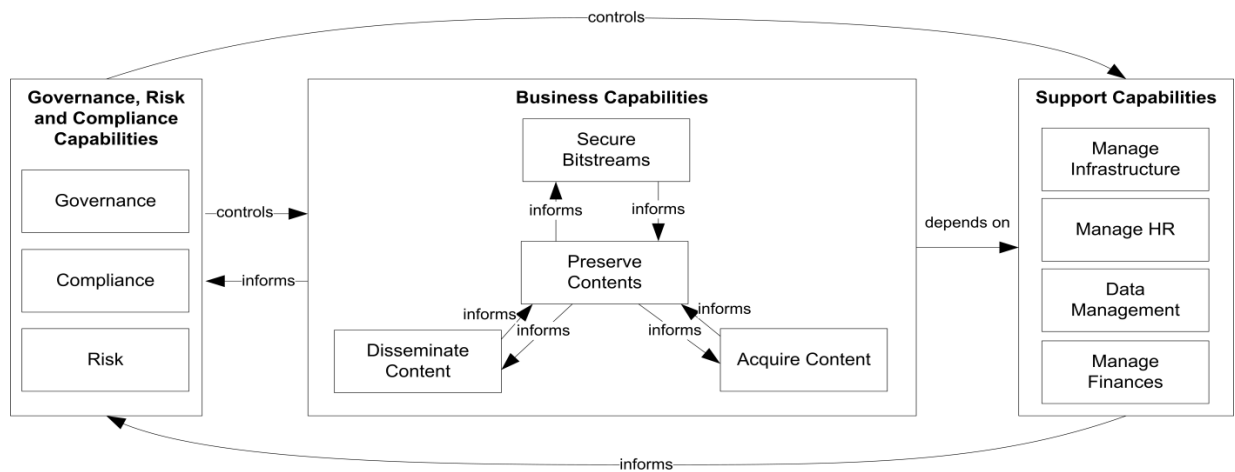 controls
Governance, Risk
and Compliance
Capabilities
Governance
Compliance
Risk
controls
informs
Business Capabilities
Secure
Bitstreams
informs
informs
Preserve
Contents
informs
informs
informs
informs
Disseminate
Content
Acquire Content
depends on
Support Capabilities
Manage
Infrastructure
Manage HR
Data
Management
Manage
Finances
informs